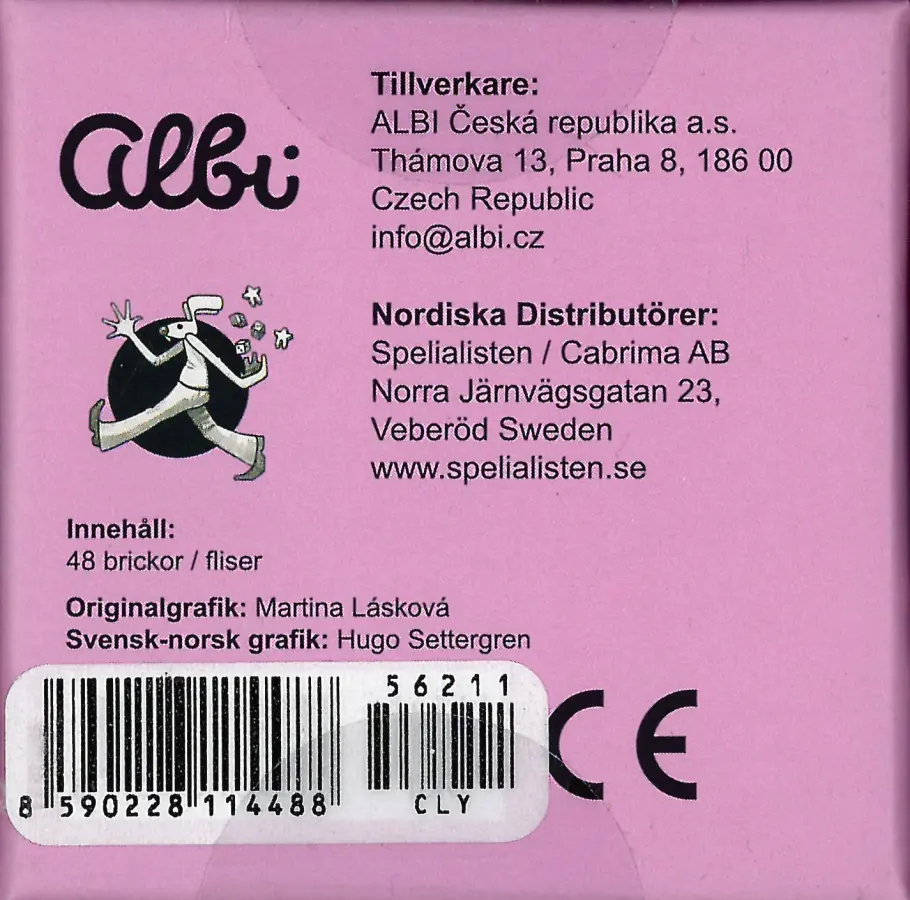 albi
Tillverkare:
ALBI Česká republika a.s.
Thámova 13, Praha 8, 186 00
Czech Republic
info@albi.cz
Nordiska Distributörer:
Spelialisten / Cabrima AB
Norra Järnvägsgatan 23,
Veberöd Sweden
www.spelialisten.se
Innehåll:
48 brickor / fliser
Originalgrafik: Martina Lásková
Svensk-norsk grafik: Hugo Settergren
56211
8 590228 114488
CLY
CE